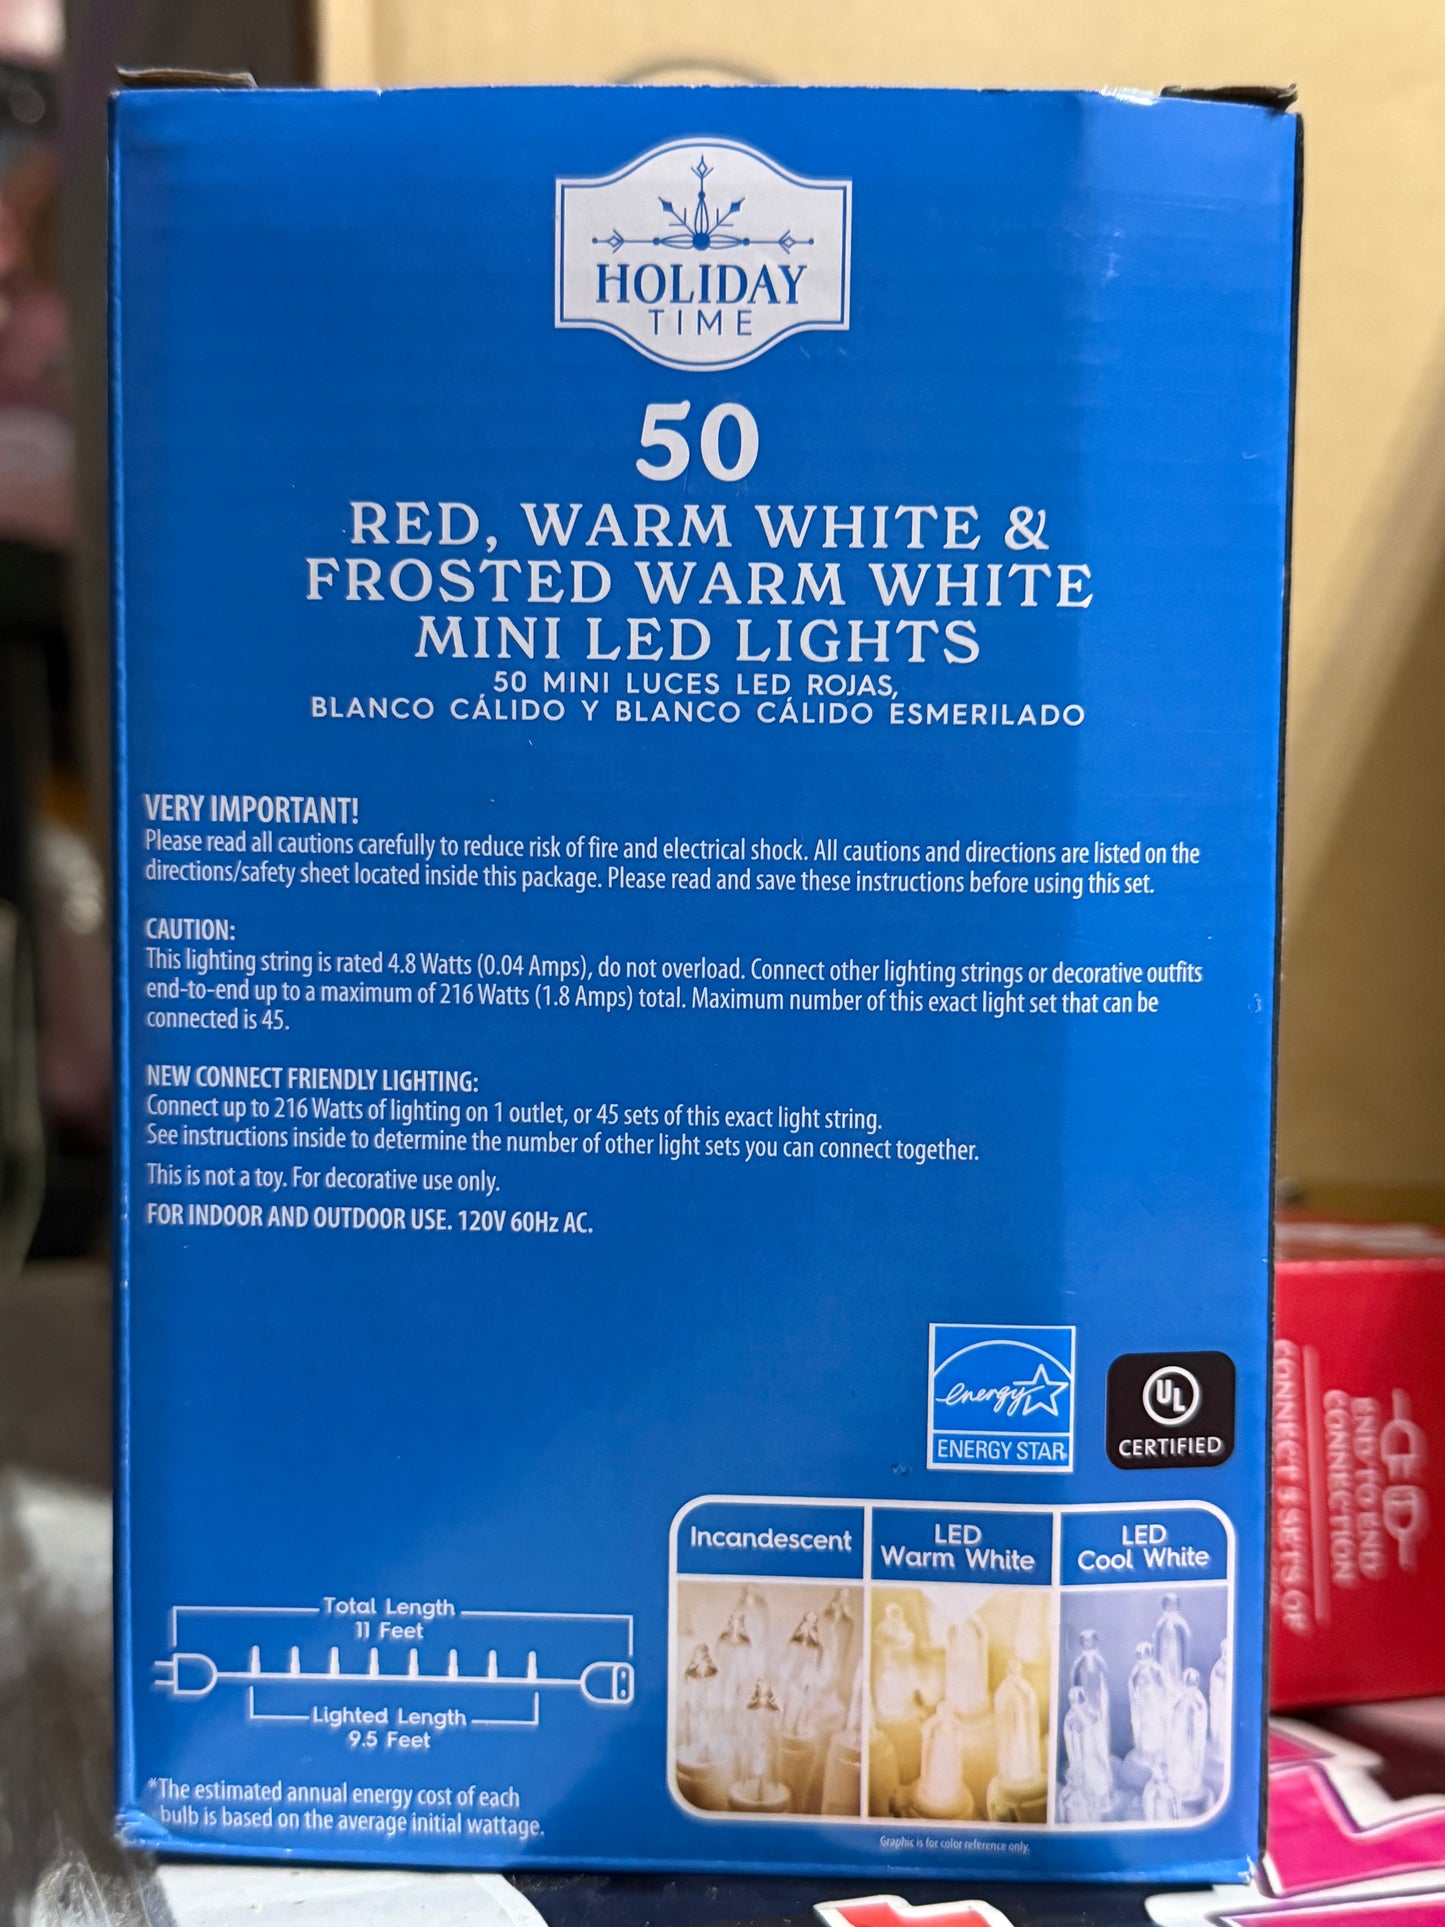 HOLIDAY
TIME
50
RED, WARM WHITE &
FROSTED WARM WHITE
MINI LED LIGHTS
50 MINI LUCES LED ROJAS,
BLANCO CÁLIDO Y BLANCO CÁLIDO ESMERILADO
VERY IMPORTANT!
Please read all cautions carefully to reduce risk of fire and electrical shock. All cautions and directions are listed on the
directions/safety sheet located inside this package. Please read and save these instructions before using this set.
CAUTION:
This lighting string is rated 4.8 Watts (0.04 Amps), do not overload. Connect other lighting strings or decorative outfits
end-to-end up to a maximum of 216 Watts (1.8 Amps) total. Maximum number of this exact light set that can be
connected is 45.
NEW CONNECT FRIENDLY LIGHTING:
Connect up to 216 Watts of lighting on 1 outlet, or 45 sets of this exact light string.
See instructions inside to determine the number of other light sets you can connect together.
This is not a toy. For decorative use only.
FOR INDOOR AND OUTDOOR USE. 120V 60Hz AC.
energy
ENERGY STAR
UL
CERTIFIED
Incandescent
LED
Warm White
LED
Cool White
Graphic is for color reference only.
Total Length
11 Feet
Lighted Length
9.5 Feet
*The estimated annual energy cost of each
bulb is based on the average initial wattage.
END TO END
CONNECTION
CONNECT 5 SETS OF